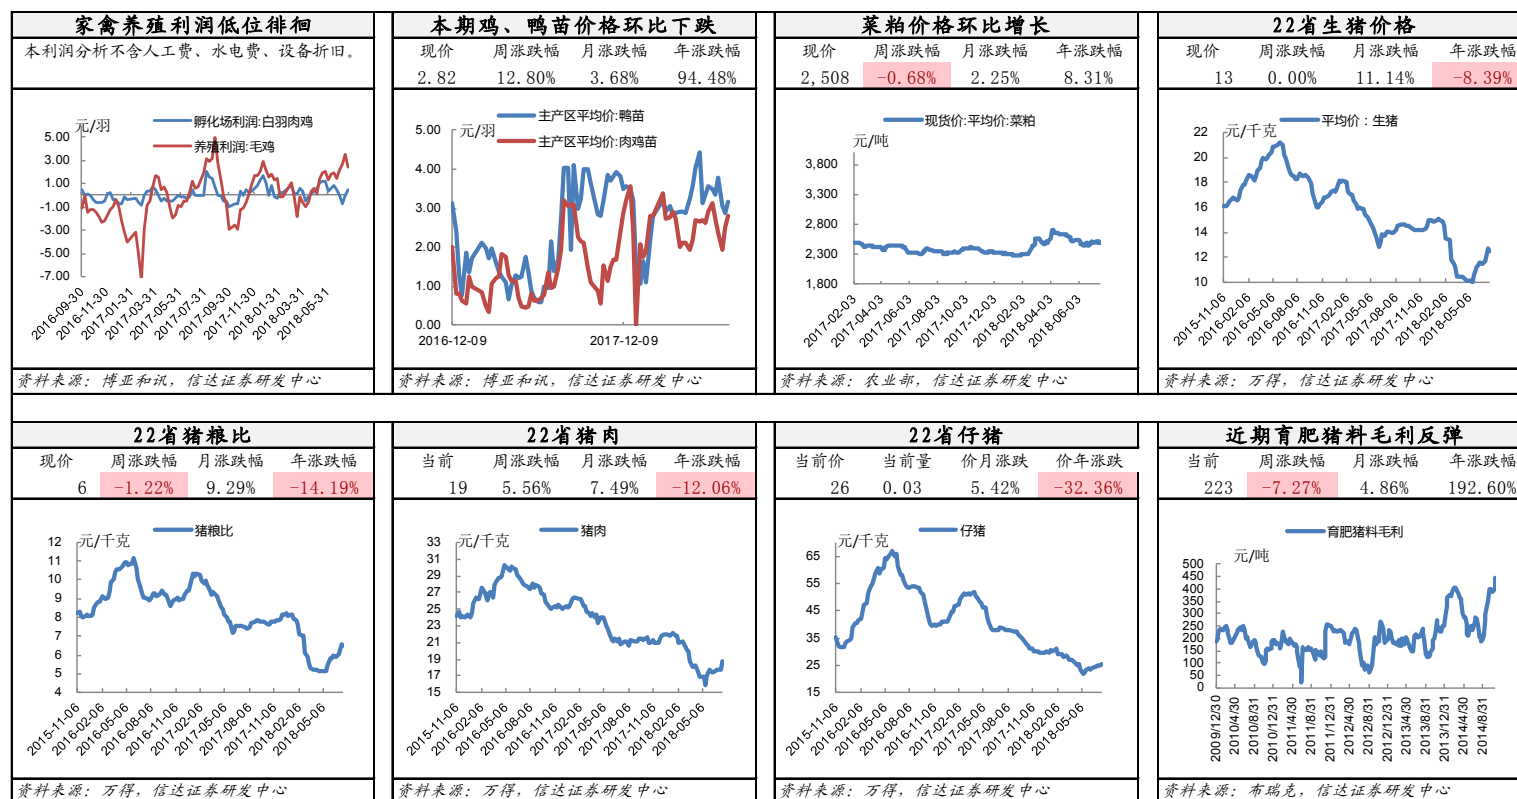 家禽养殖利润低位徘徊
本利润分析不含人工费、水电费、设备折旧。
元/羽
孵化场利润:白羽肉鸡
养殖利润:毛鸡
5.00
3.00
1.00
-1.00
-3.00
-5.00
-7.00
2016-09-30
2016-11-30
2017-01-31
2017-03-31
2017-05-31
2017-07-31
2017-09-30
2017-11-30
2018-01-31
2018-03-31
2018-05-31
资料来源：博亚和讯，信达证券研发中心
本期鸡、鸭苗价格环比下跌
现价 周涨跌幅 月涨跌幅 年涨跌幅
2.82 12.80% 3.68% 94.48%
元/羽
主产区平均价:鸭苗
主产区平均价:肉鸡苗
5.00
4.00
3.00
2.00
1.00
0.00
2016-12-09
2017-12-09
资料来源：博亚和讯，信达证券研发中心
菜粕价格环比增长
现价 周涨跌幅 月涨跌幅 年涨跌幅
2,508 -0.68% 2.25% 8.31%
现货价:平均价:菜粕
元/吨
3,800
3,300
2,800
2,300
1,800
2017-02-03
2017-04-03
2017-06-03
2017-08-03
2017-10-03
2017-12-03
2018-02-03
2018-04-03
2018-06-03
资料来源：农业部，信达证券研发中心
22省生猪价格
现价 周涨跌幅 月涨跌幅 年涨跌幅
13 0.00% 11.14% -8.39%
元/千克
平均价：生猪
22
20
18
16
14
12
10
2015-11-06
2016-02-06
2016-05-06
2016-08-06
2016-11-06
2017-02-06
2017-05-06
2017-08-06
2017-11-06
2018-02-06
2018-05-06
资料来源：万得，信达证券研发中心
22省猪粮比
现价 周涨跌幅 月涨跌幅 年涨跌幅
6 -1.22% 9.29% -14.19%
元/千克
猪粮比
12
11
10
9
8
7
6
5
4
2015-11-06
2016-02-06
2016-05-06
2016-08-06
2016-11-06
2017-02-06
2017-05-06
2017-08-06
2017-11-06
2018-02-06
2018-05-06
资料来源：万得，信达证券研发中心
22省猪肉
当前 周涨跌幅 月涨跌幅 年涨跌幅
19 5.56% 7.49% -12.06%
元/千克
猪肉
33
31
29
27
25
23
21
19
17
15
2015-11-06
2016-02-06
2016-05-06
2016-08-06
2016-11-06
2017-02-06
2017-05-06
2017-08-06
2017-11-06
2018-02-06
2018-05-06
资料来源：万得，信达证券研发中心
22省仔猪
当前价 当前量 价月涨跌 价年涨跌
26 0.03 5.42% -32.36%
元/千克
仔猪
65
55
45
35
25
15
2015-11-06
2016-02-06
2016-05-06
2016-08-06
2016-11-06
2017-02-06
2017-05-06
2017-08-06
2017-11-06
2018-02-06
2018-05-06
资料来源：万得，信达证券研发中心
近期育肥猪料毛利反弹
当前 周涨跌幅 月涨跌幅 年涨跌幅
223 -7.27% 4.86% 192.60%
育肥猪料毛利
元/吨
500
450
400
350
300
250
200
150
100
50
0
2009/12/30
2010/4/30
2010/8/31
2010/12/31
2011/4/30
2011/8/31
2011/12/31
2012/4/30
2012/8/31
2012/12/31
2013/4/30
2013/8/31
2013/12/31
2014/4/30
2014/8/31
资料来源：布瑞克，信达证券研发中心